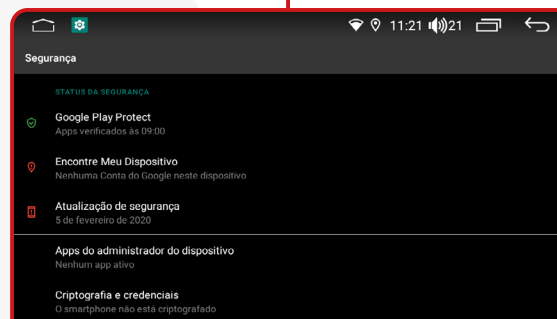 11:21 21
Segurança
STATUS DA SEGURANÇA
Google Play Protect
Apps verificados às 09:00
Encontre Meu Dispositivo
Nenhuma Conta do Google neste dispositivo
Atualização de segurança
5 de fevereiro de 2020
Apps do administrador do dispositivo
Nenhum app ativo
Criptografia e credenciais
O smartphone não está criptografado